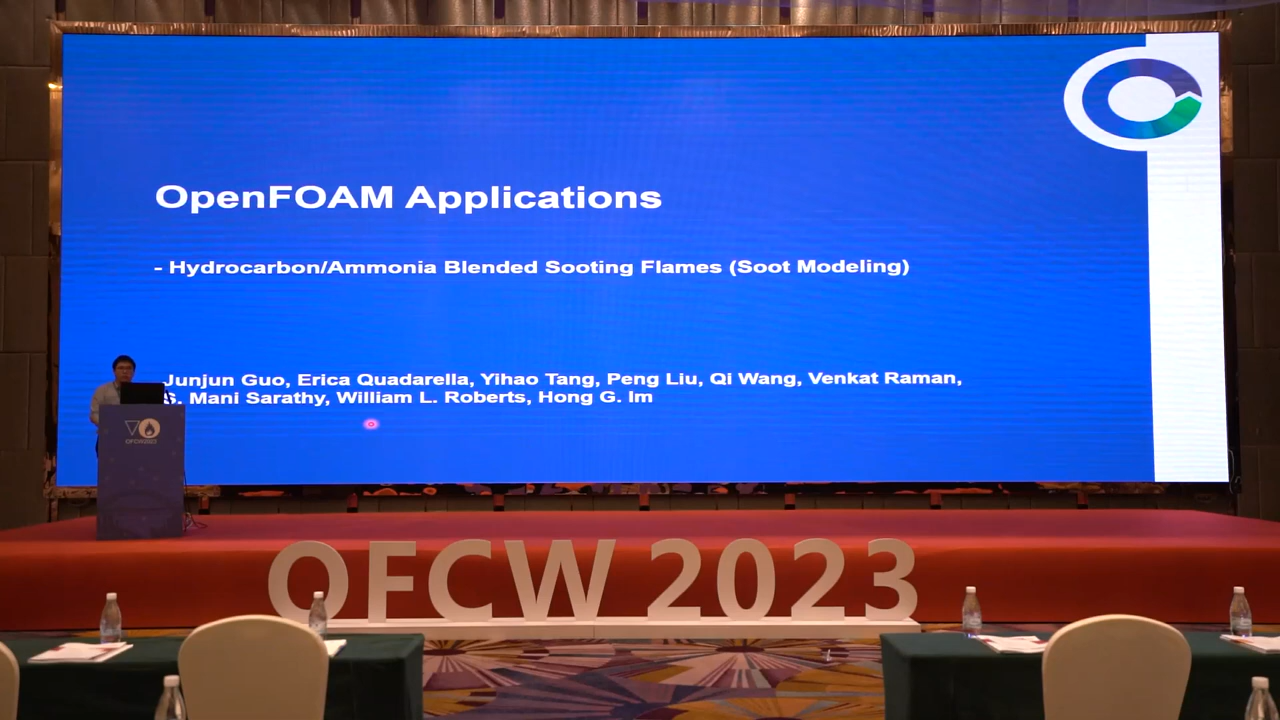 OpenFOAM Applications
- Hydrocarbon/Ammonia Blended Sooting Flames (Soot Modeling)
Junjun Guo, Erica Quadarella, Yihao Tang, Peng Liu, Qi Wang, Venkat Raman,
S. Mani Sarathy, William L. Roberts, Hong G. Im
OFCW2023
OFCW 2023